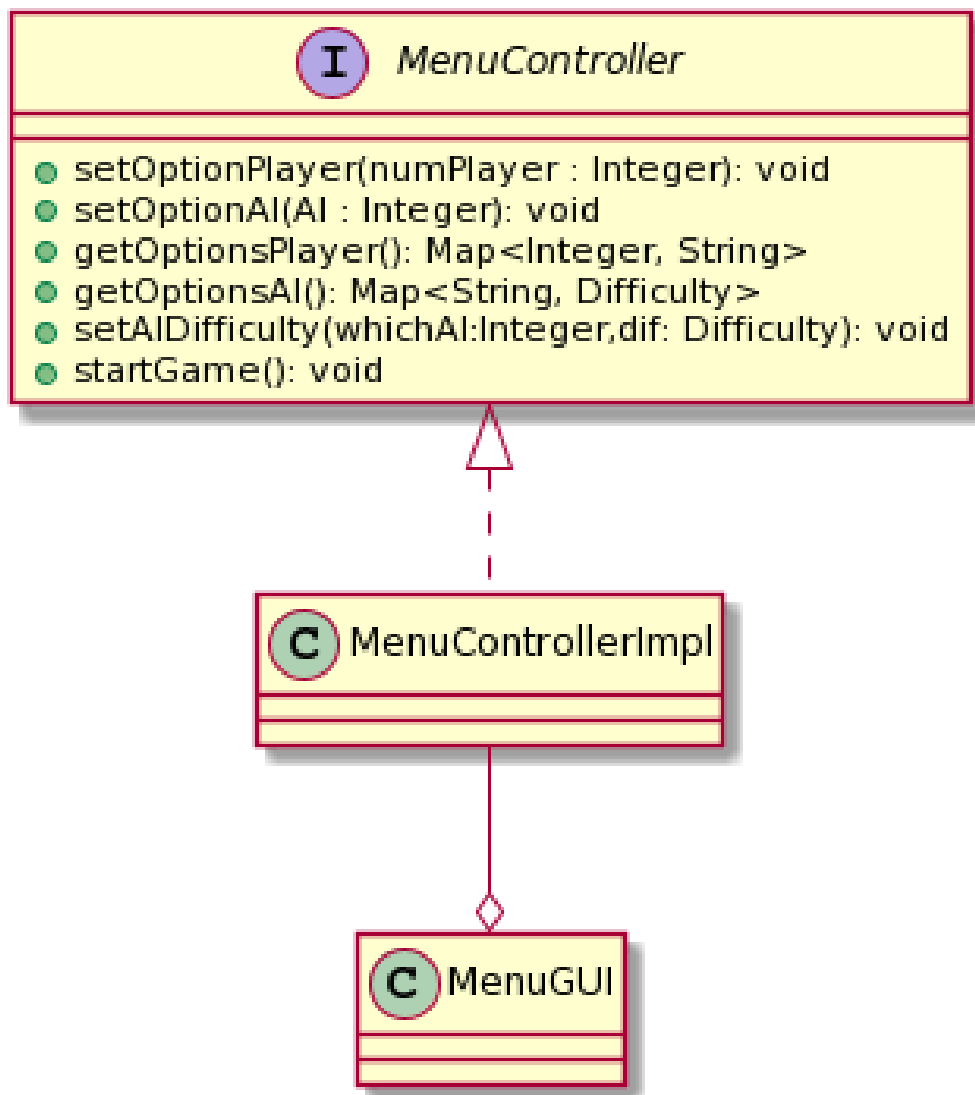 I MenuController
setOptionPlayer(numPlayer : Integer): void
setOptionAI(AI : Integer): void
getOptionsPlayer(): Map<Integer, String>
getOptionsAI(): Map<String, Difficulty>
setAIDifficulty(whichAI:Integer,dif: Difficulty): void
startGame(): void
C MenuControllerImpl
C MenuGUI